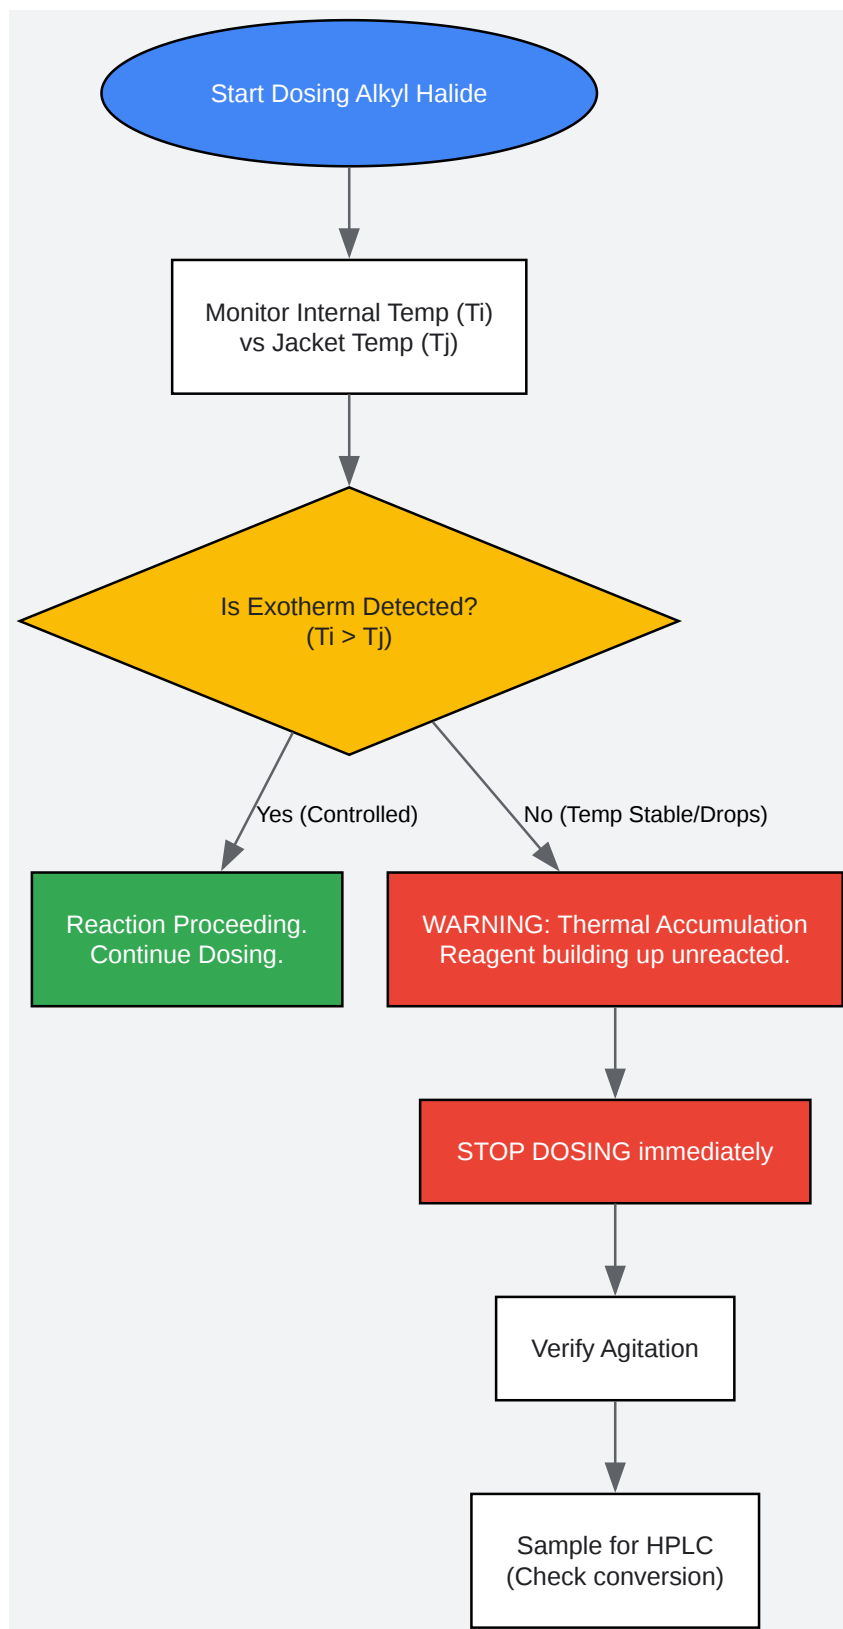 Start Dosing Alkyl Halide
Monitor Internal Temp (Ti)
vs Jacket Temp (Tj)
Is Exotherm Detected?
(Ti > Tj)
Yes (Controlled)
No (Temp Stable/Drops)
Reaction Proceeding.
Continue Dosing.
WARNING: Thermal Accumulation
Reagent building up unreacted.
STOP DOSING immediately
Verify Agitation
Sample for HPLC
(Check conversion)